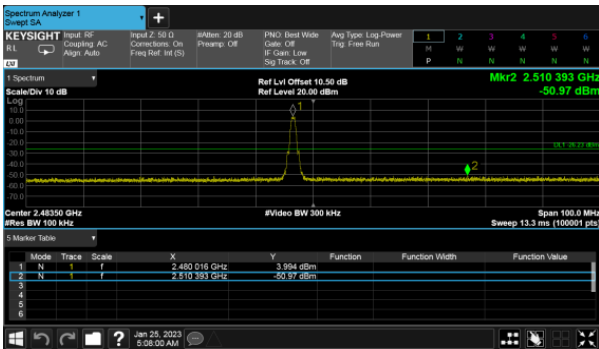 Spectrum Analyzer 1
Swept SA
+
KEYSIGHT Input: RF Input Z: 50 Ω #Atten: 20 dB PNO: Best Wide Avg Type: Log-Power 1 2 3 4 5 6
RL Coupling: AC Corrections: On Preamp: Off Gate: Off Trig: Free Run M W W W W W
Align: Auto Freq Ref: Int (S) IF Gain: Low P N N N N N
Sig Track: Off
LXI
1 Spectrum Ref Lvl Offset 10.50 dB Mkr2 2.510 393 GHz
Scale/Div 10 dB Ref Level 20.00 dBm -50.97 dBm
Log
10.0
0.00
-10.0
-20.0
-30.0
-40.0
-50.0
-60.0
-70.0
1
2
Center 2.48350 GHz #Video BW 300 kHz Span 100.0 MHz
#Res BW 100 kHz Sweep 13.3 ms (100001 pts)
5 Marker Table
Mode Trace Scale X Y Function Function Width Function Value
1 N 1 f 2.480 016 GHz 3.994 dBm
2 N 1 f 2.510 393 GHz -50.97 dBm
3
4
5
6
? Jan 25, 2023
5:08:00 AM